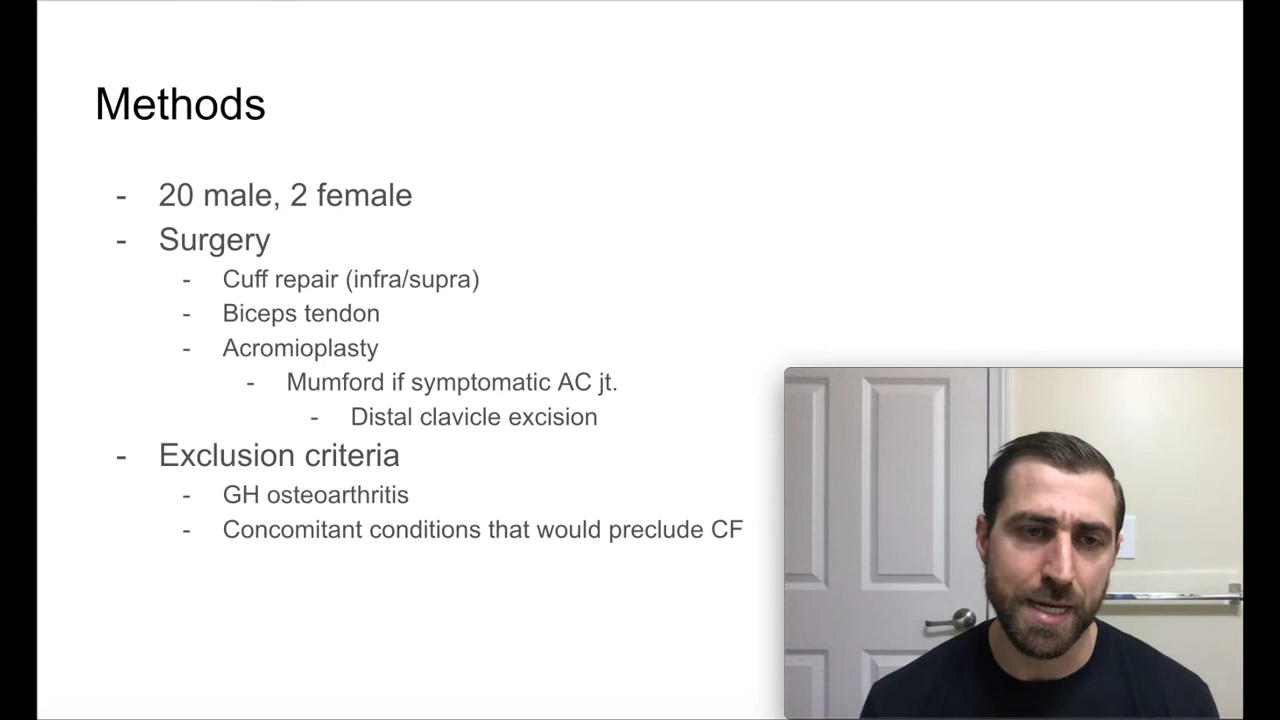 Methods
- 20 male, 2 female
- Surgery
- Cuff repair (infra/supra)
- Biceps tendon
- Acromioplasty
- Mumford if symptomatic AC jt.
- Distal clavicle excision
- Exclusion criteria
- GH osteoarthritis
- Concomitant conditions that would preclude CF